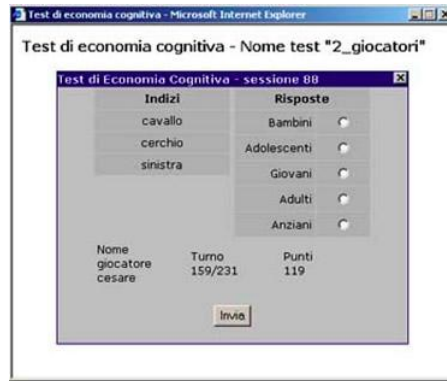 Test di economia cognitiva - Microsoft Internet Explorer
Test di economia cognitiva - Nome test "2_giocatori"
Test di Economia Cognitiva - sessione 88
Indizi Risposte
cavallo Bambini
cerchio Adolescenti
sinistra Giovani
Adulti
Anziani
Nome giocatore cesare
Turno 159/231
Punti 119
Invia